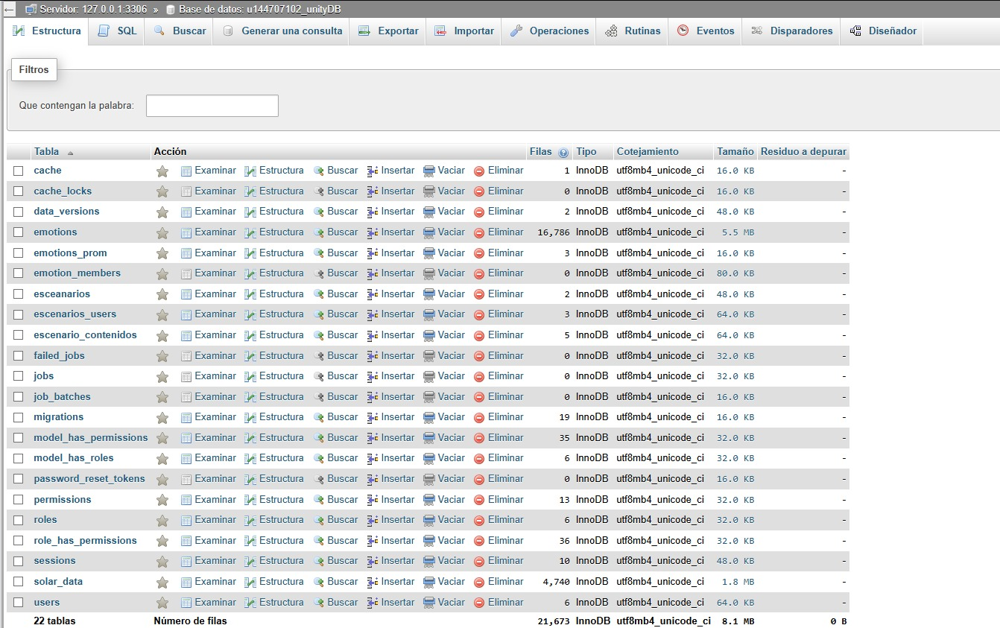 ← Servidor: 127.0.0.1:3306 » Base de datos: u144707102_unityDB
Estructura SQL Buscar Generar una consulta Exportar Importar Operaciones Rutinas Eventos Disparadores Diseñador
Filtros
Que contengan la palabra:
Tabla Acción Filas Tipo Cotejamiento Tamaño Residuo a depurar
cache Examinar Estructura Buscar Insertar Vaciar Eliminar 1 InnoDB utf8mb4_unicode_ci 16.0 KB -
cache_locks Examinar Estructura Buscar Insertar Vaciar Eliminar 0 InnoDB utf8mb4_unicode_ci 16.0 KB -
data_versions Examinar Estructura Buscar Insertar Vaciar Eliminar 2 InnoDB utf8mb4_unicode_ci 48.0 KB -
emotions Examinar Estructura Buscar Insertar Vaciar Eliminar 16,786 InnoDB utf8mb4_unicode_ci 5.5 MB -
emotions_prom Examinar Estructura Buscar Insertar Vaciar Eliminar 3 InnoDB utf8mb4_unicode_ci 16.0 KB -
emotion_members Examinar Estructura Buscar Insertar Vaciar Eliminar 0 InnoDB utf8mb4_unicode_ci 80.0 KB -
esceanarios Examinar Estructura Buscar Insertar Vaciar Eliminar 2 InnoDB utf8mb4_unicode_ci 48.0 KB -
escenarios_users Examinar Estructura Buscar Insertar Vaciar Eliminar 3 InnoDB utf8mb4_unicode_ci 64.0 KB -
escenario_contenidos Examinar Estructura Buscar Insertar Vaciar Eliminar 5 InnoDB utf8mb4_unicode_ci 64.0 KB -
failed_jobs Examinar Estructura Buscar Insertar Vaciar Eliminar 0 InnoDB utf8mb4_unicode_ci 32.0 KB -
jobs Examinar Estructura Buscar Insertar Vaciar Eliminar 0 InnoDB utf8mb4_unicode_ci 32.0 KB -
job_batches Examinar Estructura Buscar Insertar Vaciar Eliminar 0 InnoDB utf8mb4_unicode_ci 16.0 KB -
migrations Examinar Estructura Buscar Insertar Vaciar Eliminar 19 InnoDB utf8mb4_unicode_ci 16.0 KB -
model_has_permissions Examinar Estructura Buscar Insertar Vaciar Eliminar 35 InnoDB utf8mb4_unicode_ci 32.0 KB -
model_has_roles Examinar Estructura Buscar Insertar Vaciar Eliminar 6 InnoDB utf8mb4_unicode_ci 32.0 KB -
password_reset_tokens Examinar Estructura Buscar Insertar Vaciar Eliminar 0 InnoDB utf8mb4_unicode_ci 16.0 KB -
permissions Examinar Estructura Buscar Insertar Vaciar Eliminar 13 InnoDB utf8mb4_unicode_ci 32.0 KB -
roles Examinar Estructura Buscar Insertar Vaciar Eliminar 6 InnoDB utf8mb4_unicode_ci 32.0 KB -
role_has_permissions Examinar Estructura Buscar Insertar Vaciar Eliminar 36 InnoDB utf8mb4_unicode_ci 32.0 KB -
sessions Examinar Estructura Buscar Insertar Vaciar Eliminar 10 InnoDB utf8mb4_unicode_ci 48.0 KB -
solar_data Examinar Estructura Buscar Insertar Vaciar Eliminar 4,740 InnoDB utf8mb4_unicode_ci 1.8 MB -
users Examinar Estructura Buscar Insertar Vaciar Eliminar 6 InnoDB utf8mb4_unicode_ci 64.0 KB -
22 tablas Número de filas 21,673 InnoDB utf8mb4_unicode_ci 8.1 MB 0 B